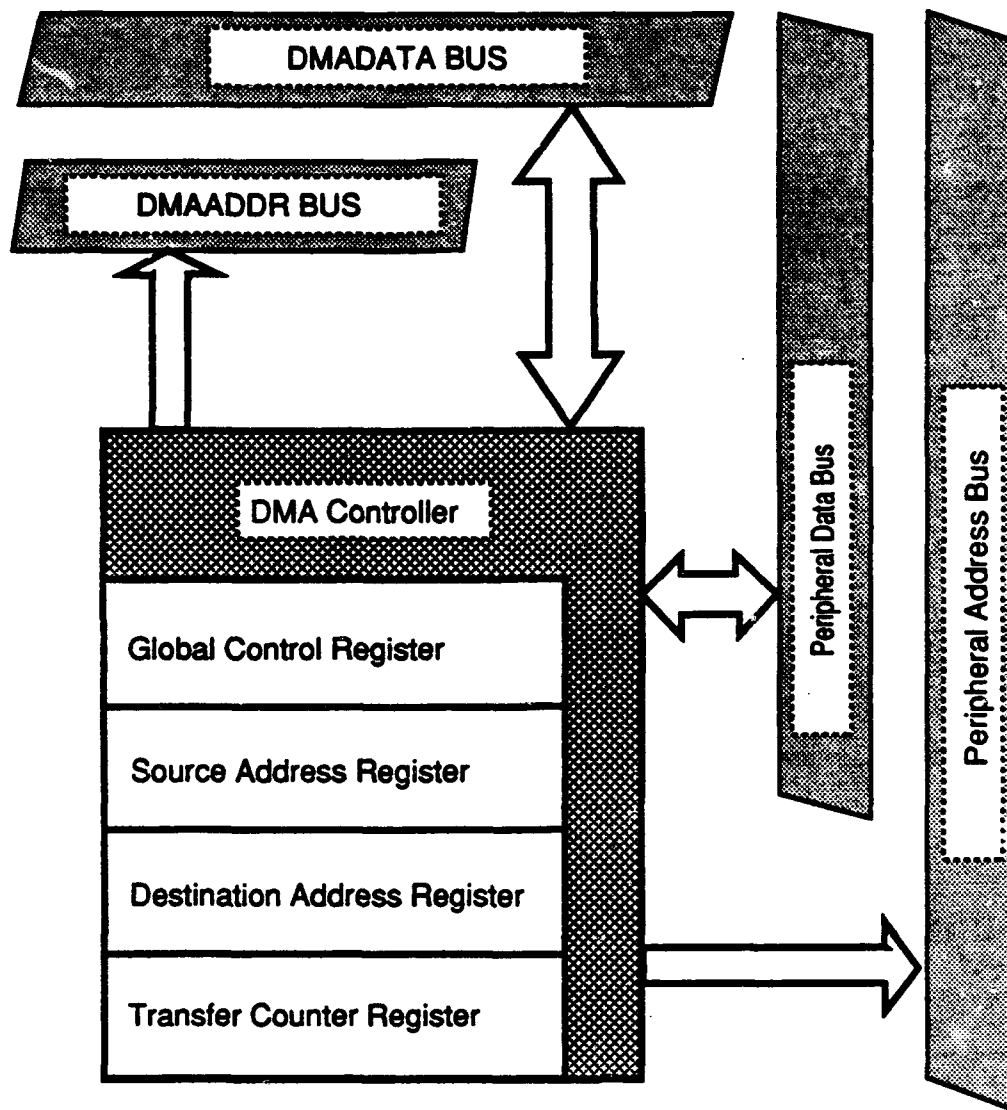 DMADATA BUS
DMAADDR BUS
DMA Controller
Global Control Register
Source Address Register
Destination Address Register
Transfer Counter Register
Peripheral Data Bus
Peripheral Address Bus